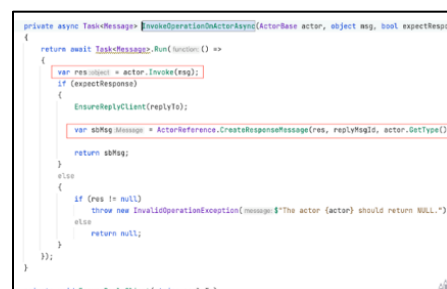 private async Task<Message> InvokeOperationOnActorAsync(ActorBase actor, object msg, bool expectRespo
{
return await Task<Message>.Run( function: () =>
{
var res :object = actor.Invoke(msg);
if (expectResponse)
{
EnsureReplyClient(replyTo);
var sbMsg :Message = ActorReference.CreateResponseMessage(res, replyMsgId, actor.GetType()
return sbMsg;
}
else
{
if (res != null)
throw new InvalidOperationException( message: $"The actor {actor} should return NULL.")
else
return null;
}
});
}